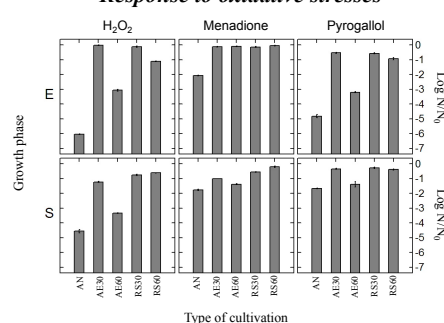 Response to oxidative stresses
H₂O₂ Menadione Pyrogallol
Growth phase
E
0
-1
-2
-3
-4
-5
-6
-7
Log N/N₀
S
0
-1
-2
-3
-4
-5
-6
-7
Log N/N₀
AN AE30 AE60 RS30 RS60 AN AE30 AE60 RS30 RS60 AN AE30 AE60 RS30 RS60
Type of cultivation